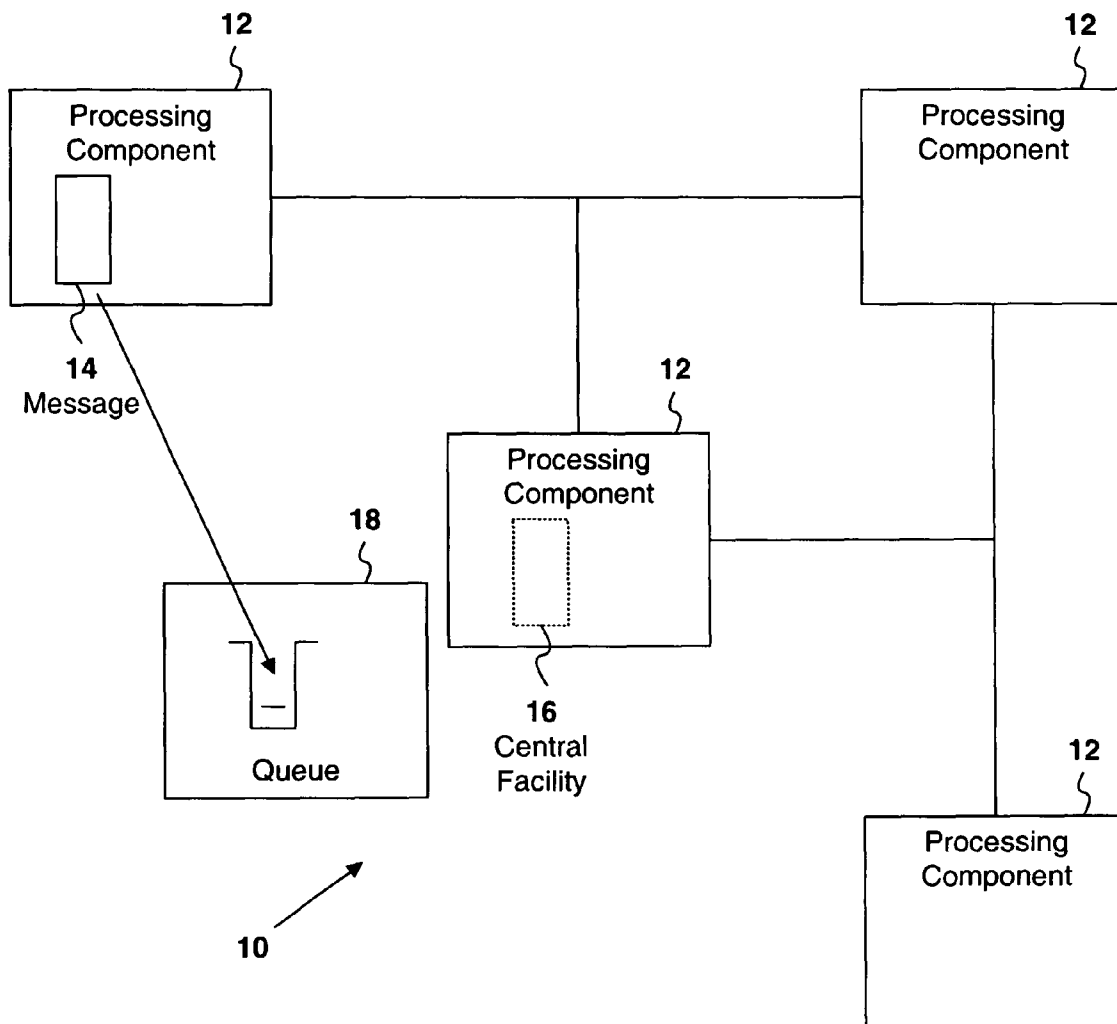 12
12
Processing
Component
Processing
Component
14
Message
12
Processing
Component
18
16
Central
Facility
Queue
12
Processing
Component
10